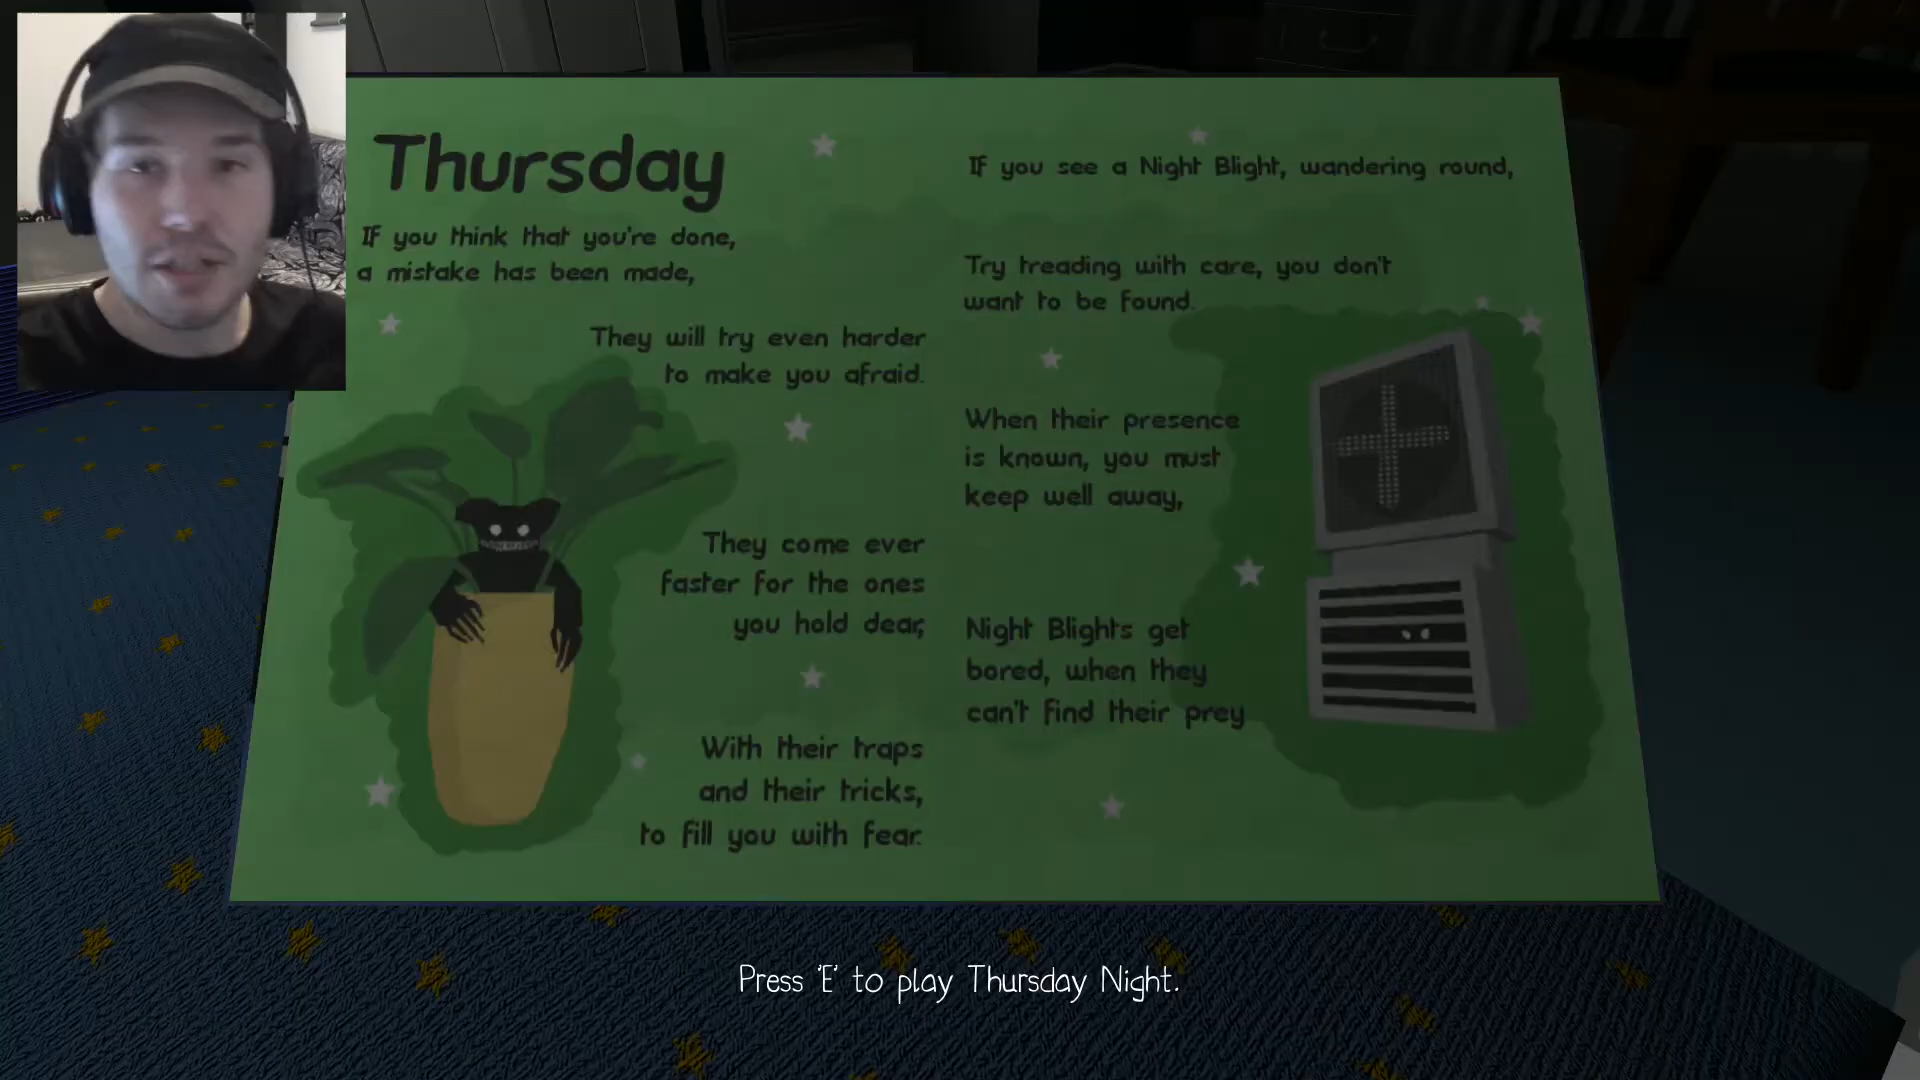 Thursday
If you think that you're done,
a mistake has been made,
They will try even harder
to make you afraid.
They come ever
faster for the ones
you hold dear,
With their traps
and their tricks,
to fill you with fear.
If you see a Night Blight, wandering round,
Try treading with care, you don't
want to be found.
When their presence
is known, you must
keep well away,
Night Blights get
bored, when they
can't find their prey
Press 'E' to play Thursday Night.